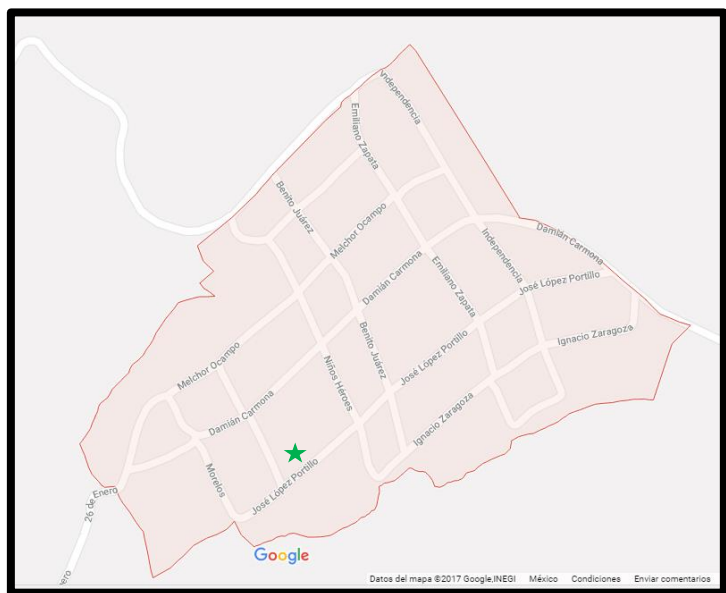 Independencia
Emiliano Zapata
Benito Juárez
Melchor Ocampo
Damián Carmona
Independencia
Damián Carmona
Emiliano Zapata
José López Portillo
Benito Juárez
José López Portillo
Ignacio Zaragoza
Melchor Ocampo
Niños Héroes
Damián Carmona
Ignacio Zaragoza
Morelos
José López Portillo
26 de Enero
Google
ero
Datos del mapa ©2017 Google,INEGI México Condiciones Enviar comentarios